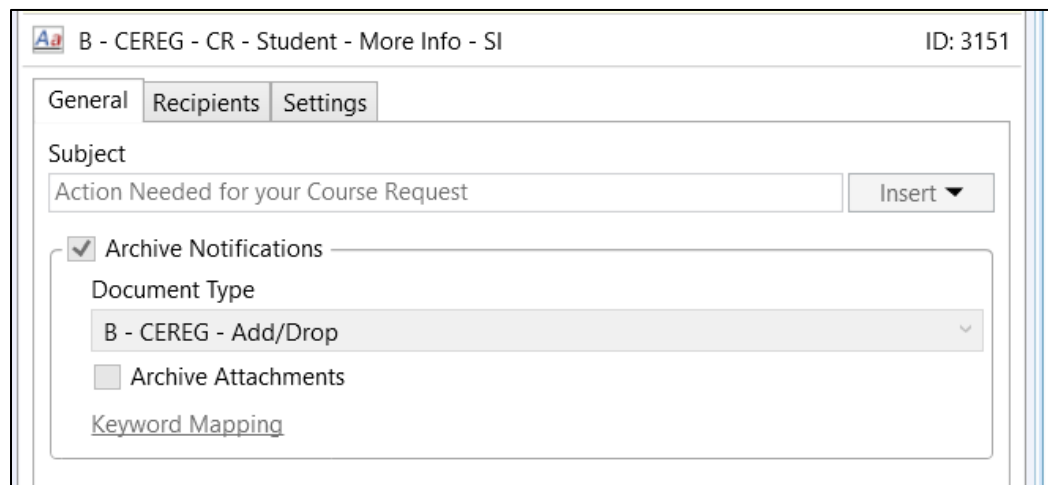 Aa B - CEREG - CR - Student - More Info - SI ID: 3151
General Recipients Settings
Subject
Action Needed for your Course Request Insert
Archive Notifications
Document Type
B - CEREG - Add/Drop
Archive Attachments
Keyword Mapping